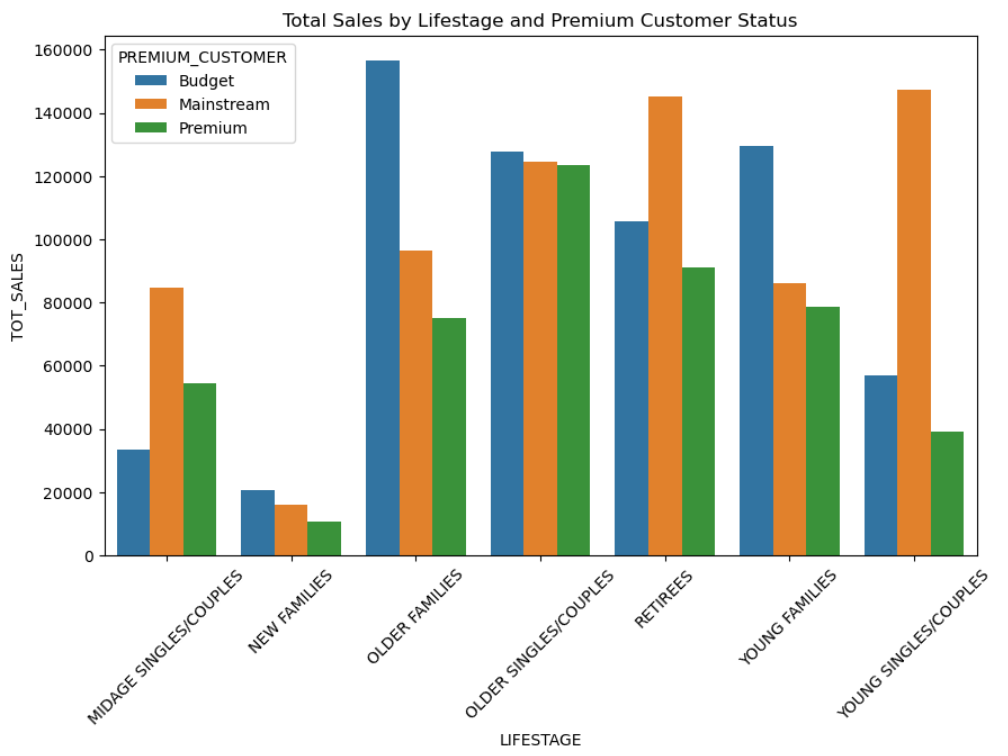 Total Sales by Lifestage and Premium Customer Status
PREMIUM_CUSTOMER
Budget
Mainstream
Premium
TOT_SALES
160000
140000
120000
100000
80000
60000
40000
20000
0
MIDAGE SINGLES/COUPLES
NEW FAMILIES
OLDER FAMILIES
OLDER SINGLES/COUPLES
RETIREES
YOUNG FAMILIES
YOUNG SINGLES/COUPLES
LIFESTAGE